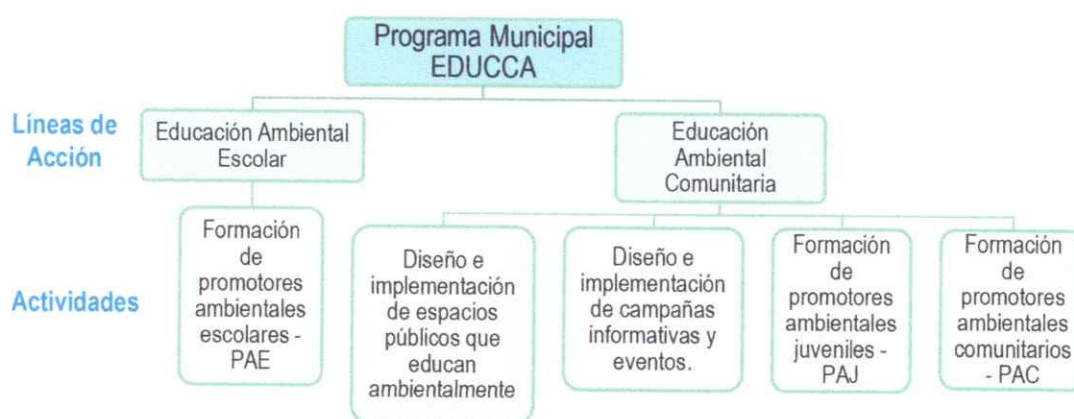 Programa Municipal
EDUCCA
Líneas de
Acción
Educación Ambiental
Escolar
Educación
Ambiental
Comunitaria
Actividades
Formación
de
promotores
ambientales
escolares -
PAE
Diseño e
implementación
de espacios
públicos que
educan
ambientalmente
Diseño e
implementación
de campañas
informativas y
eventos.
Formación
de
promotores
ambientales
juveniles -
PAJ
Formación
de
promotores
ambientales
comunitarios
- PAC